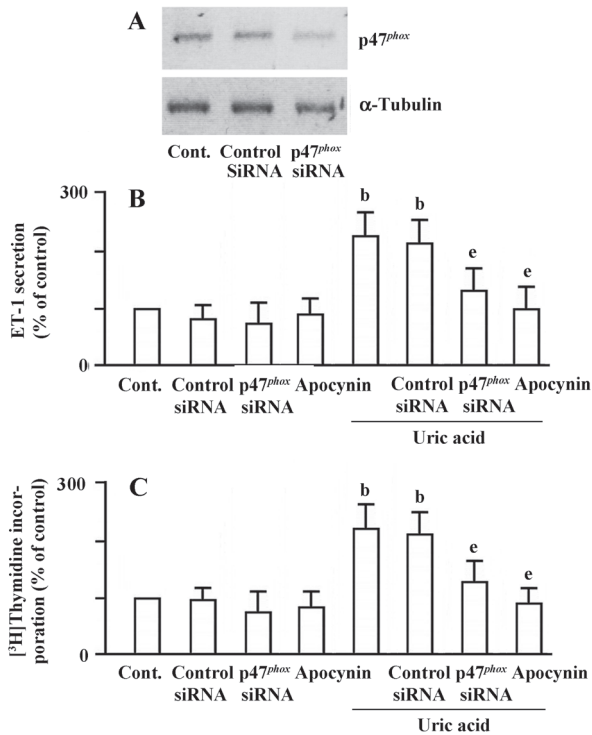 A
p47phox
α-Tubulin
Cont. Control p47phox
SiRNA siRNA
B
300
0
ET-1 secretion
(% of control)
b b e e
Cont. Control p47phox Apocynin Control p47phox Apocynin
siRNA siRNA siRNA siRNA
Uric acid
C
300
0
[3H]Thymidine incor-
poration (% of control)
b b e e
Cont. Control p47phox Apocynin Control p47phox Apocynin
siRNA siRNA siRNA siRNA
Uric acid